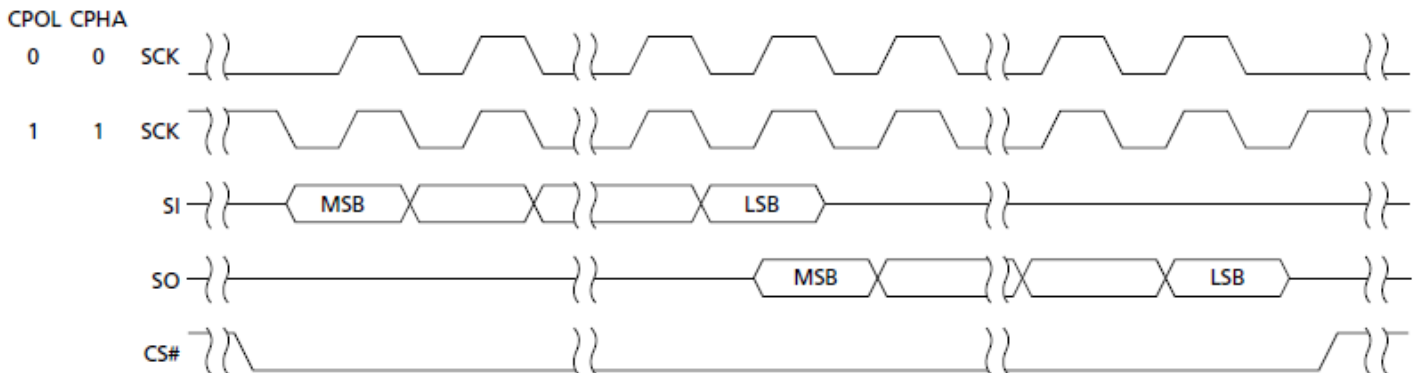 CPOL CPHA
0 0 SCK
1 1 SCK
SI MSB LSB
SO MSB LSB
CS#